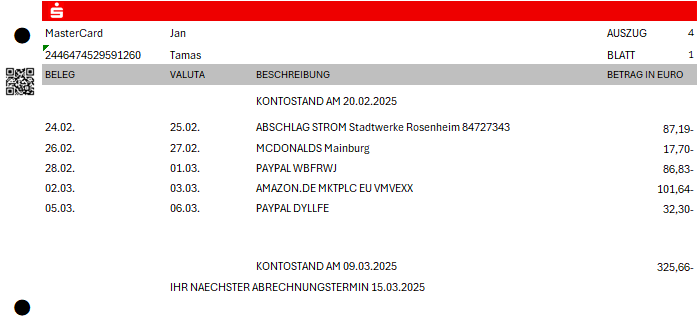 MasterCard Jan AUSZUG 4
2446474529591260 Tamas BLATT 1
BELEG VALUTA BESCHREIBUNG BETRAG IN EURO
KONTOSTAND AM 20.02.2025
24.02. 25.02. ABSCHLAG STROM Stadtwerke Rosenheim 84727343 87,19-
26.02. 27.02. MCDONALDS Mainburg 17,70-
28.02. 01.03. PAYPAL WBFRWJ 86,83-
02.03. 03.03. AMAZON.DE MKTPLC EU VMVEXX 101,64-
05.03. 06.03. PAYPAL DYLLFE 32,30-
KONTOSTAND AM 09.03.2025 325,66-
IHR NAECHSTER ABRECHNUNGSTERMIN 15.03.2025